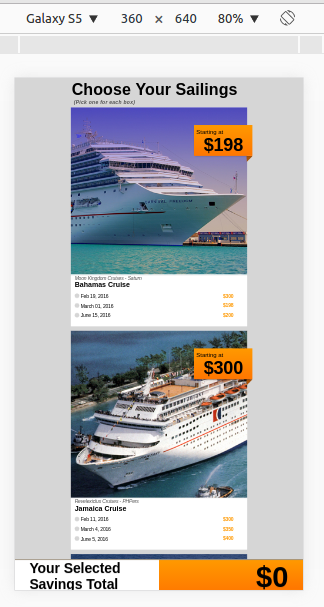 Galaxy S5 ▼ 360 × 640 80% ▼
Choose Your Sailings
(Pick one for each box)
Starting at
$198
Moon Kingdom Cruises - Saturn
Bahamas Cruise
Feb 19, 2016 $300
March 01, 2016 $198
June 15, 2016 $200
Starting at
$300
Jamaica Cruise
Feb 11, 2016 $300
March 4, 2016 $350
June 5, 2016 $400
Your Selected
Savings Total
$0